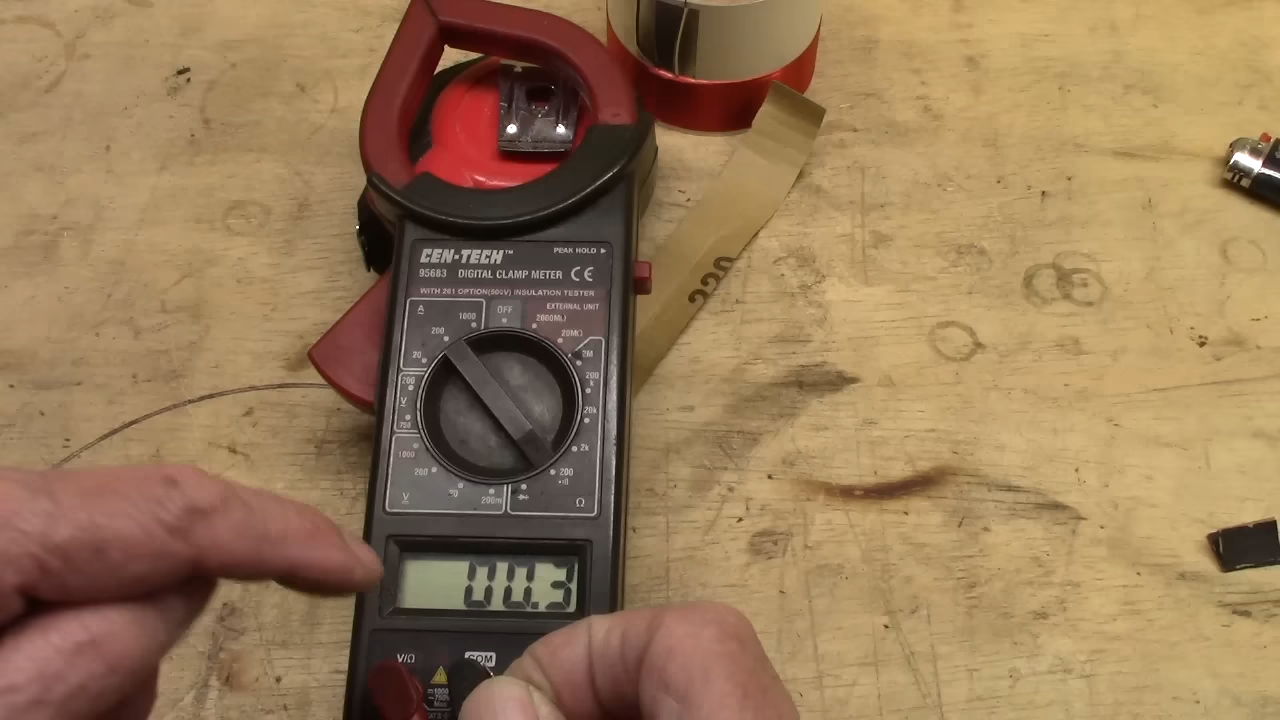 CEN-TECH™
PEAK HOLD ►
95683 DIGITAL CLAMP METER CE
WITH 261 OPTION(500V) INSULATION TESTER
A
OFF
EXTERNAL UNIT
1000
2000MΩ
200
20MΩ
20
2M
200
200
k
V
20k
750
2k
1000
200
200
20
200m
V
Ω
00.3
V/Ω
COM